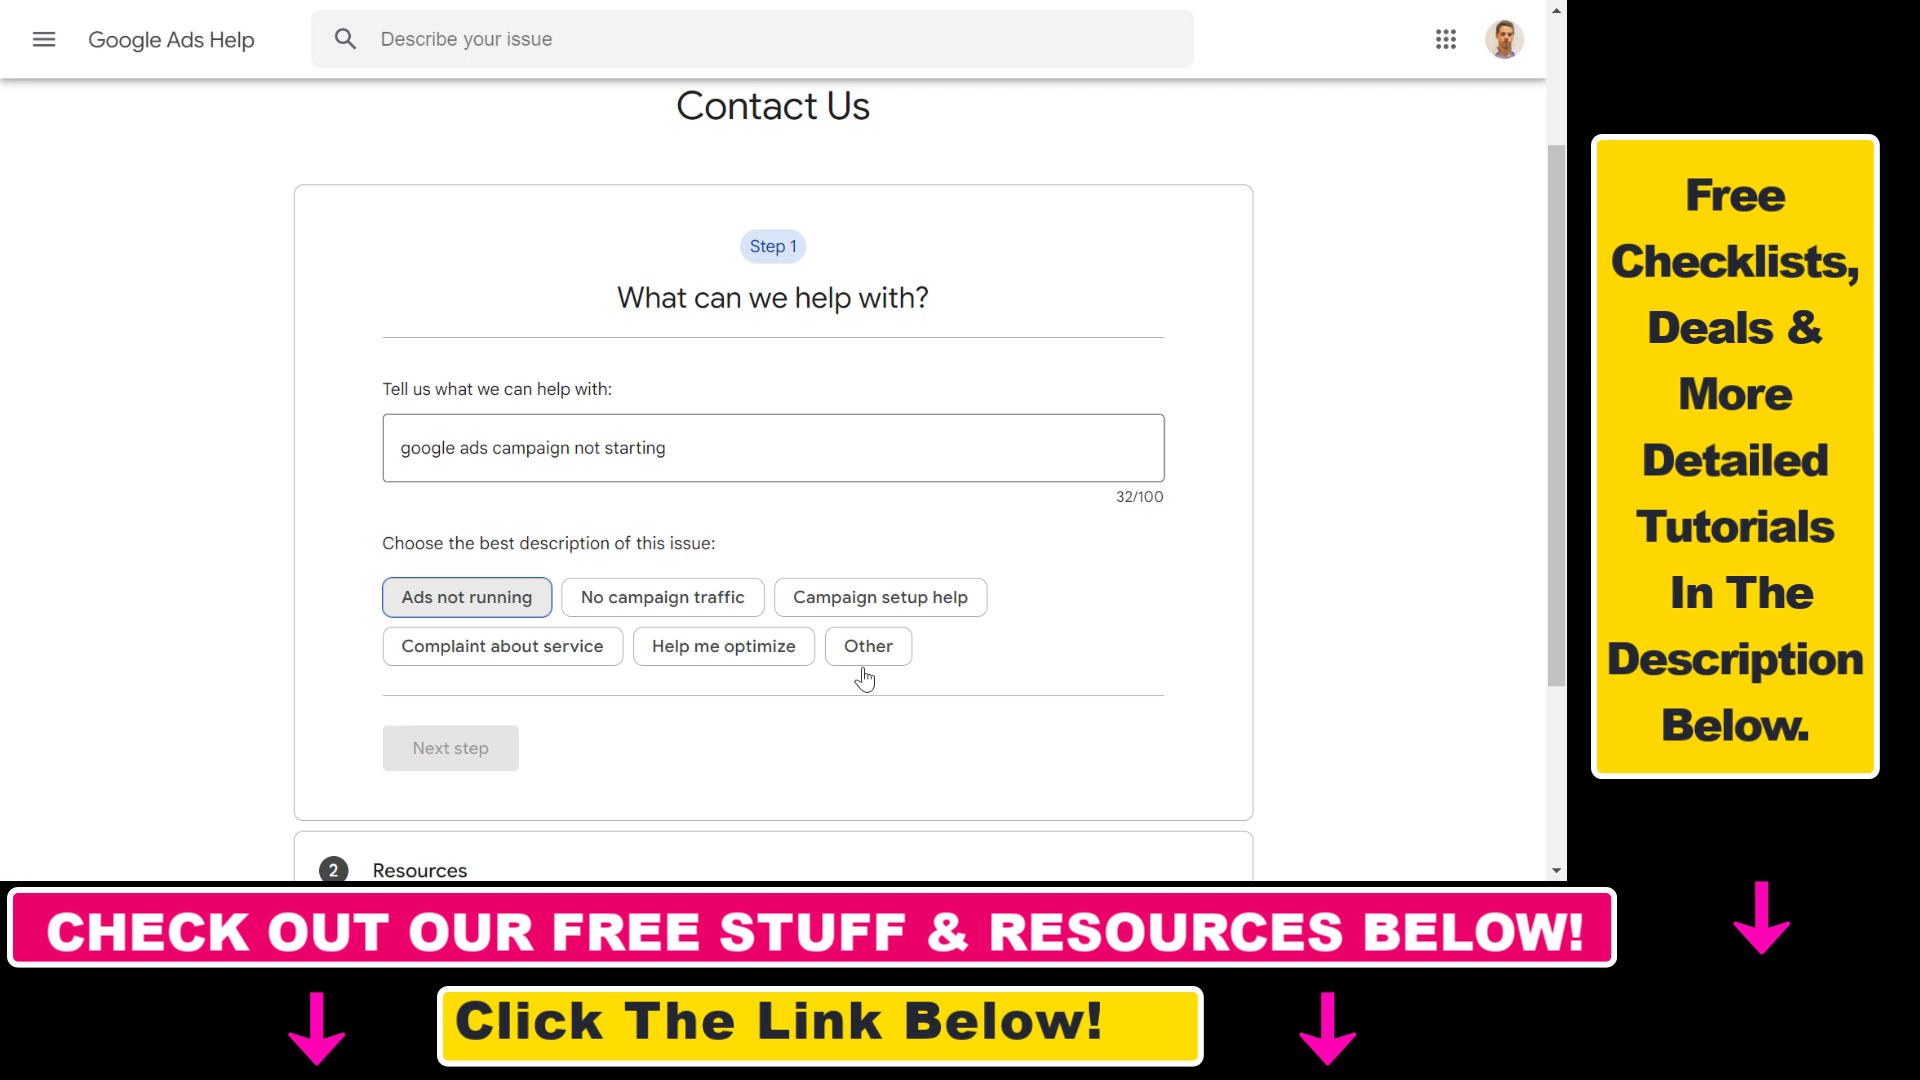 Google Ads Help
Describe your issue
Contact Us
Step 1
What can we help with?
Tell us what we can help with:
google ads campaign not starting
32/100
Choose the best description of this issue:
Ads not running
No campaign traffic
Campaign setup help
Complaint about service
Help me optimize
Other
Next step
2
Resources
Free
Checklists,
Deals &
More
Detailed
Tutorials
In The
Description
Below.
CHECK OUT OUR FREE STUFF & RESOURCES BELOW!
Click The Link Below!